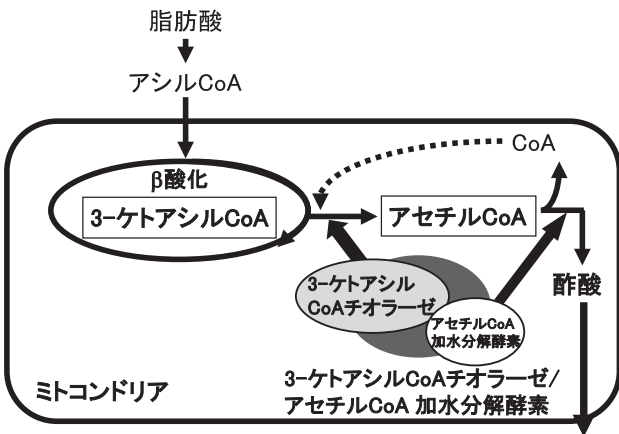 脂肪酸
アシルCoA
CoA
β酸化
3-ケトアシルCoA
アセチルCoA
3-ケトアシル
CoAチオラーゼ
アセチルCoA
加水分解酵素
酢酸
ミトコンドリア
3-ケトアシルCoAチオラーゼ/
アセチルCoA 加水分解酵素